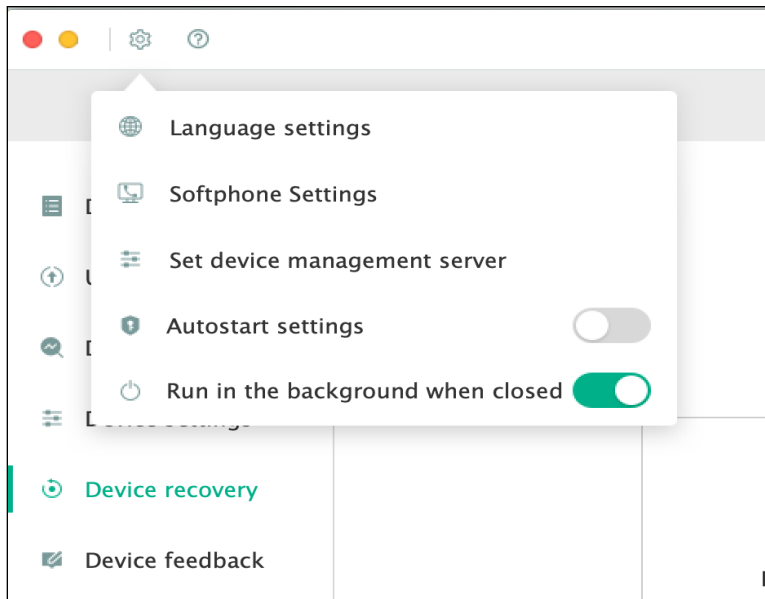 Language settings
Softphone Settings
Set device management server
Autostart settings
Run in the background when closed
Device recovery
Device feedback